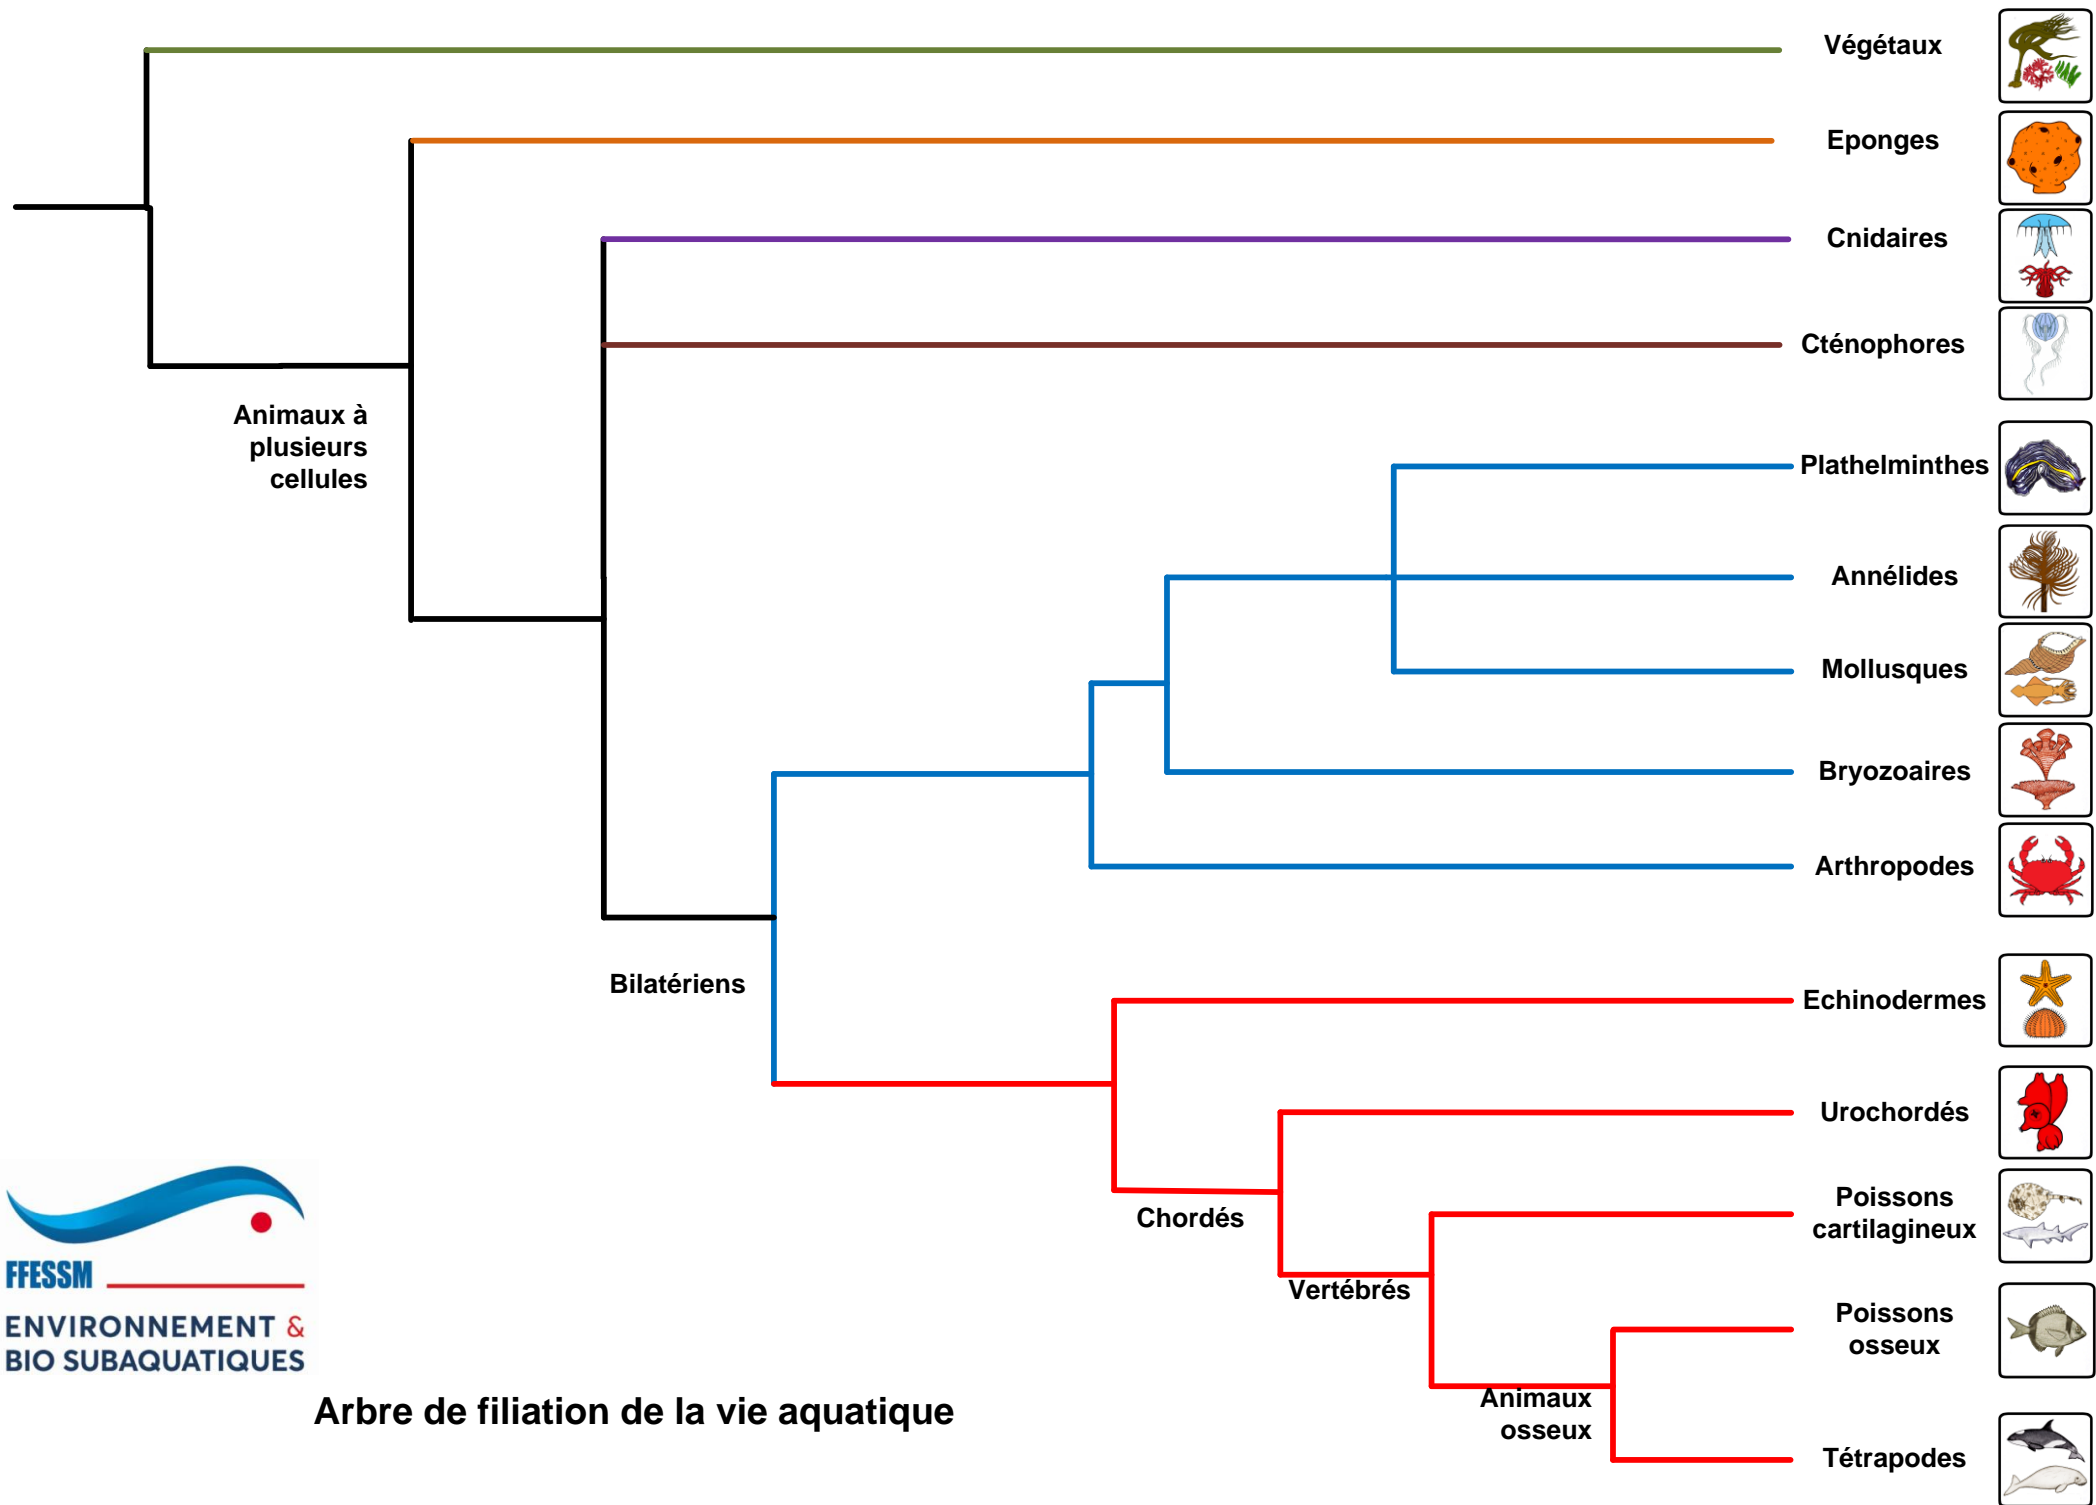 Végétaux
Eponges
Cnidaires
Cténophores
Animaux à
plusieurs
cellules
Plathelminthes
Annélides
Mollusques
Bryozoaires
Arthropodes
Bilatériens
Echinodermes
Urochordés
Chordés
Poissons
cartilagineux
Vertébrés
Poissons
osseux
Animaux
osseux
Tétrapodes
FFESSM
ENVIRONNEMENT &
BIO SUBAQUATIQUES
Arbre de filiation de la vie aquatique